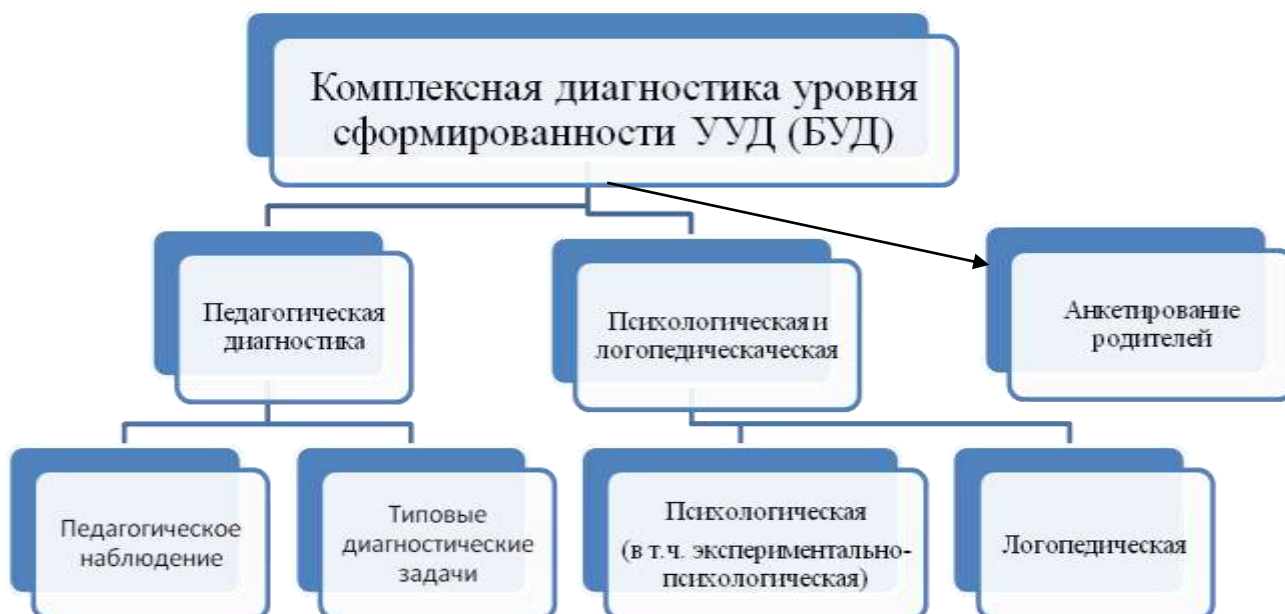 Комплексная диагностика уровня
сформированности УУД (БУД)
Педагогическая
диагностика
Психологическая и
логопедическаческая
Анкетирование
родителей
Педагогическое
наблюдение
Типовые
диагностические
задачи
Психологическая
(в т.ч. экспериментально-
психологическая)
Логопедическая